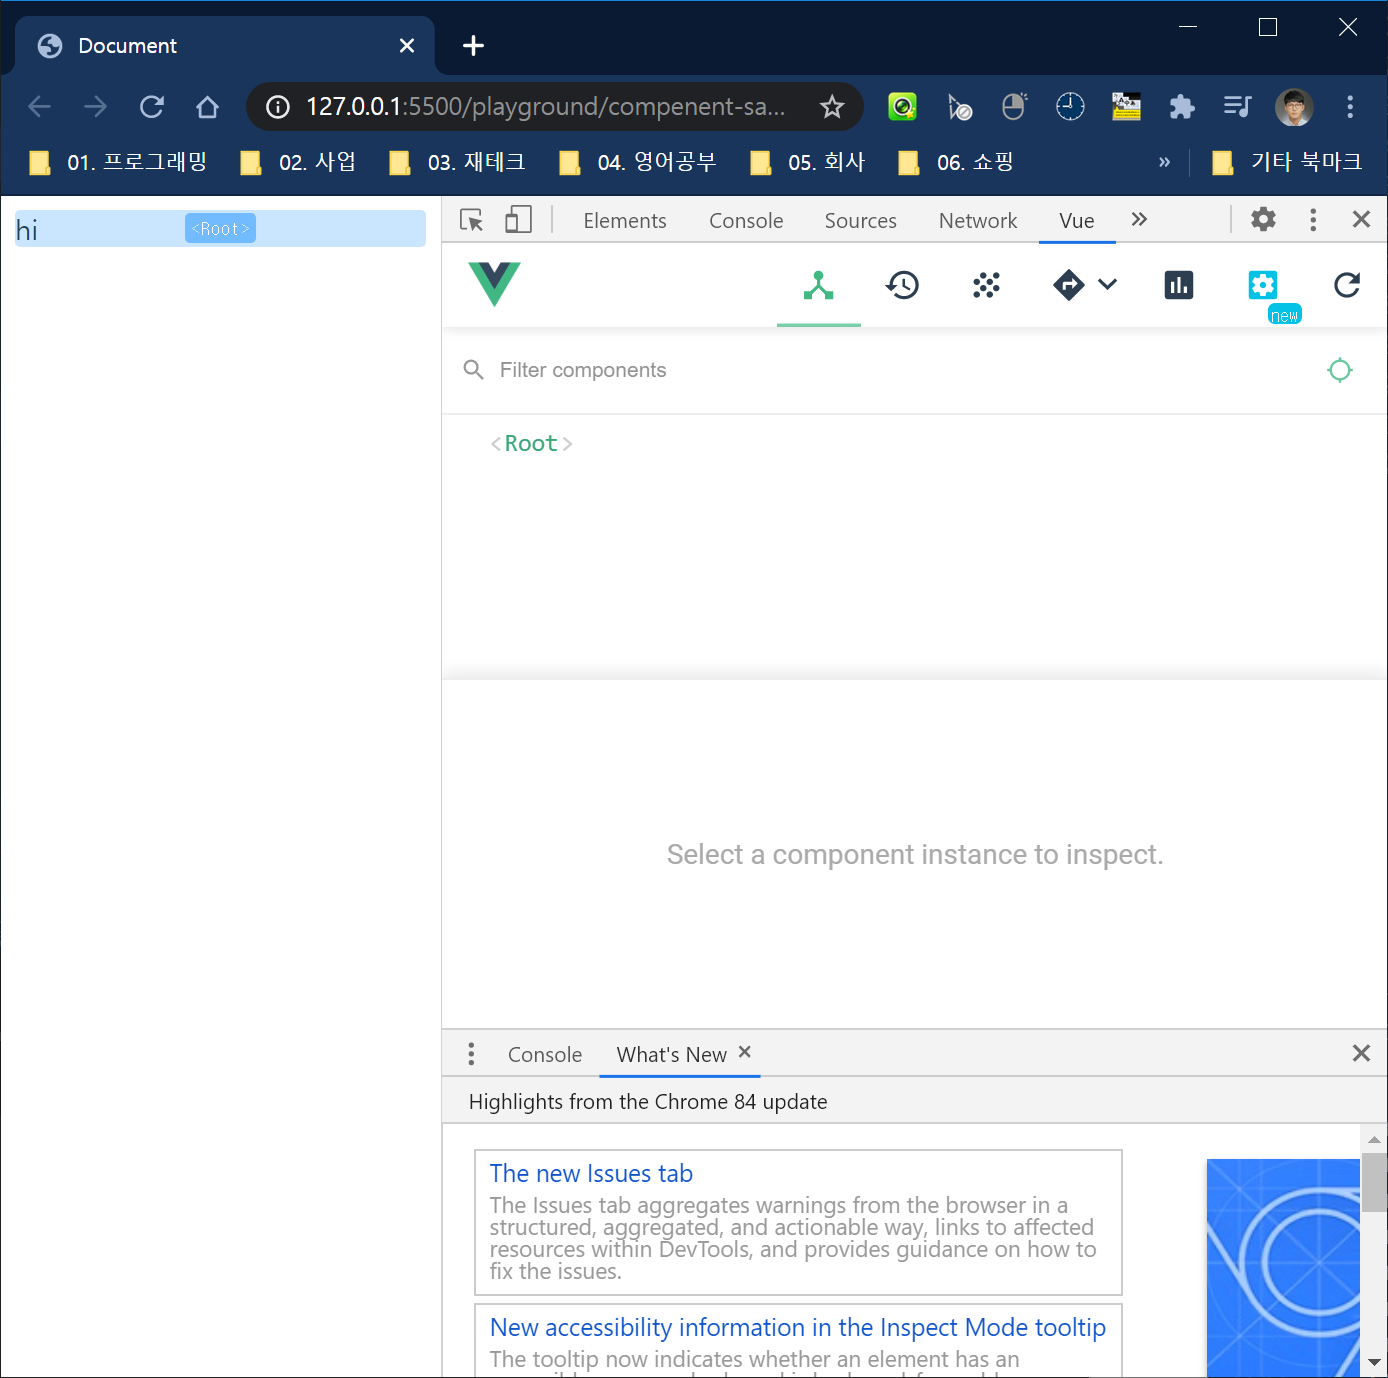 Document
127.0.0.1:5500/playground/compenent-sa...
01. 프로그래밍 02. 사업 03. 재테크 04. 영어공부 05. 회사 06. 쇼핑 » 기타 북마크
hi <Root>
Elements Console Sources Network Vue
new
Filter components
<Root>
Select a component instance to inspect.
Console What's New
Highlights from the Chrome 84 update
The new Issues tab
The Issues tab aggregates warnings from the browser in a
structured, aggregated, and actionable way, links to affected
resources within DevTools, and provides guidance on how to
fix the issues.
New accessibility information in the Inspect Mode tooltip
The tooltip now indicates whether an element has an